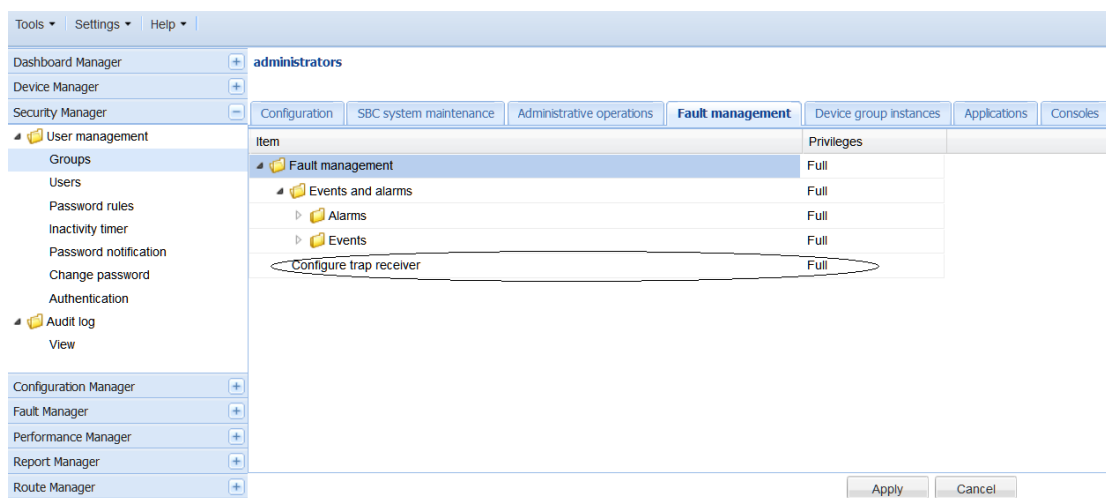 Tools Settings Help
Dashboard Manager
Device Manager
Security Manager
User management
Groups
Users
Password rules
Inactivity timer
Password notification
Change password
Authentication
Audit log
View
Configuration Manager
Fault Manager
Performance Manager
Report Manager
Route Manager
administrators
Configuration SBC system maintenance Administrative operations Fault management Device group instances Applications Consoles
Item Privileges
Fault management Full
Events and alarms Full
Alarms Full
Events Full
Configure trap receiver Full
Apply Cancel